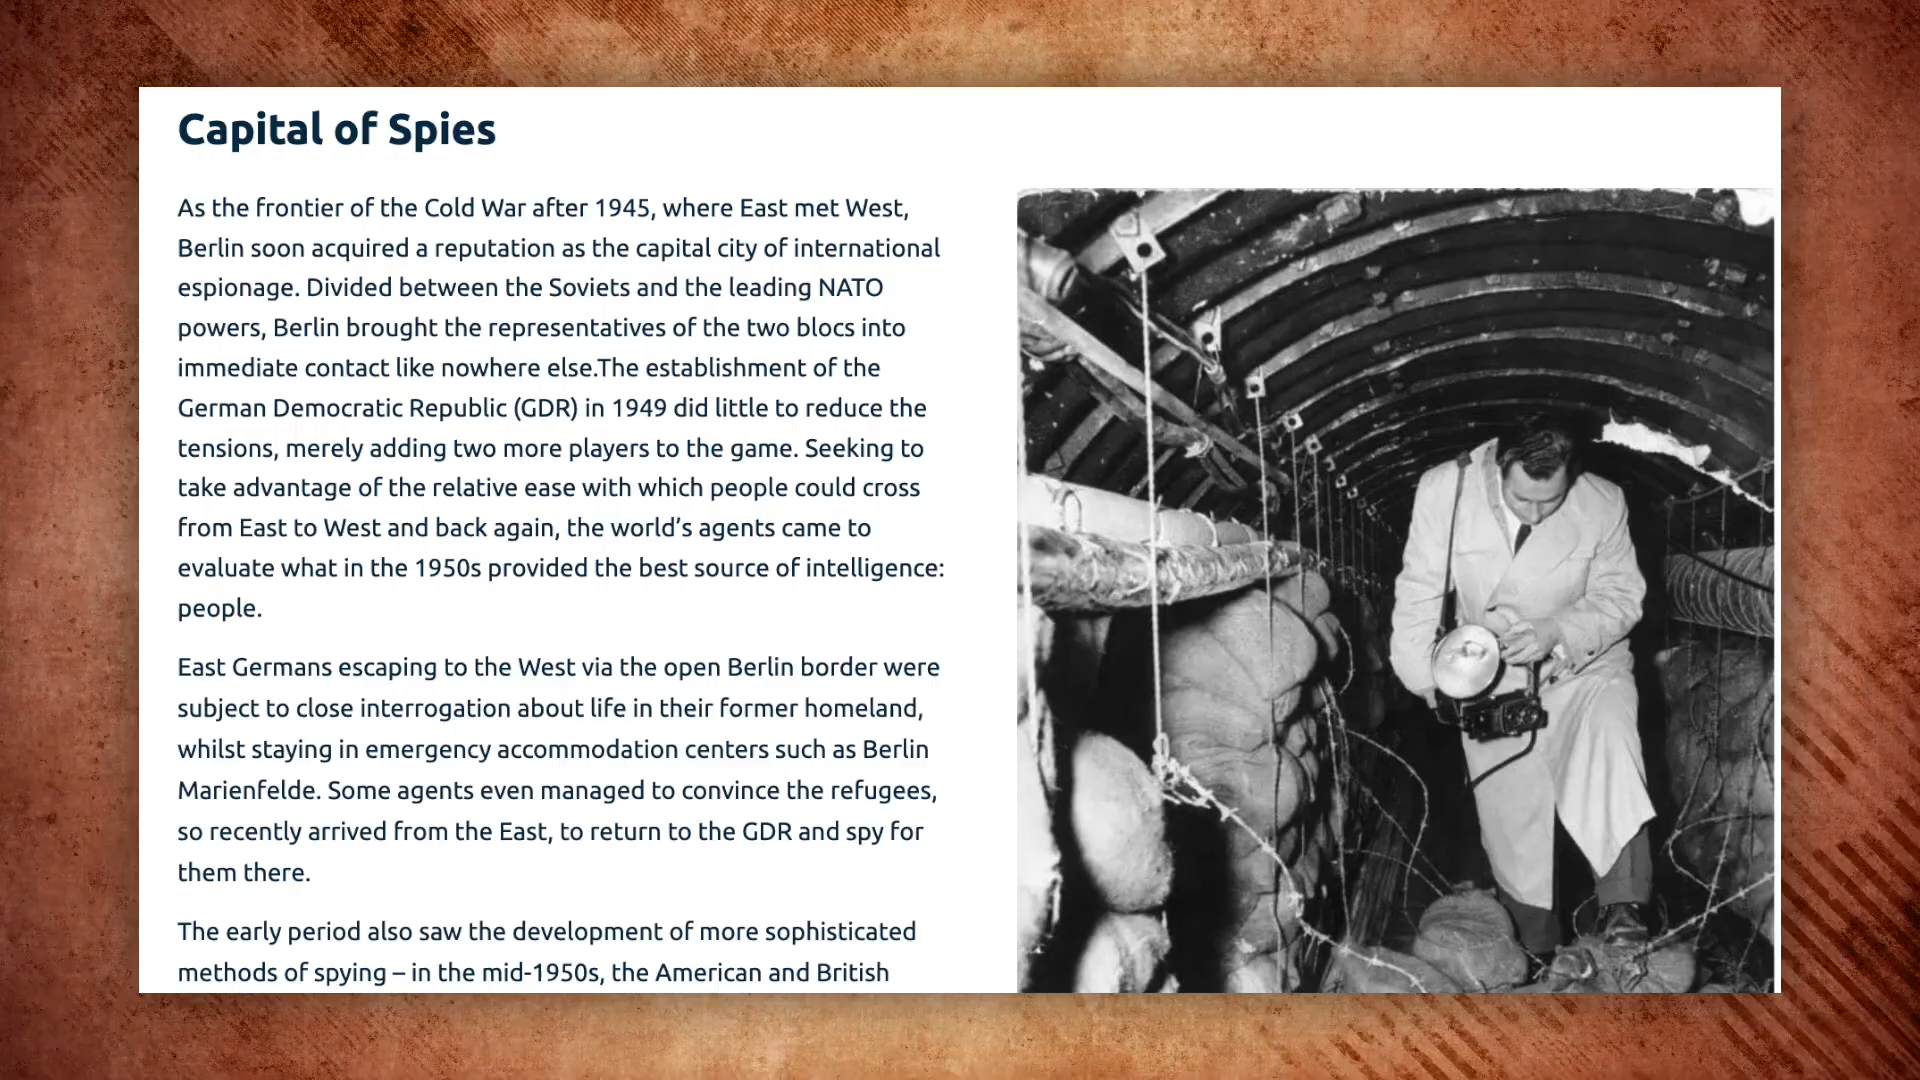 Capital of Spies
As the frontier of the Cold War after 1945, where East met West,
Berlin soon acquired a reputation as the capital city of international
espionage. Divided between the Soviets and the leading NATO
powers, Berlin brought the representatives of the two blocs into
immediate contact like nowhere else.The establishment of the
German Democratic Republic (GDR) in 1949 did little to reduce the
tensions, merely adding two more players to the game. Seeking to
take advantage of the relative ease with which people could cross
from East to West and back again, the world’s agents came to
evaluate what in the 1950s provided the best source of intelligence:
people.
East Germans escaping to the West via the open Berlin border were
subject to close interrogation about life in their former homeland,
whilst staying in emergency accommodation centers such as Berlin
Marienfelde. Some agents even managed to convince the refugees,
so recently arrived from the East, to return to the GDR and spy for
them there.
The early period also saw the development of more sophisticated
methods of spying – in the mid-1950s, the American and British